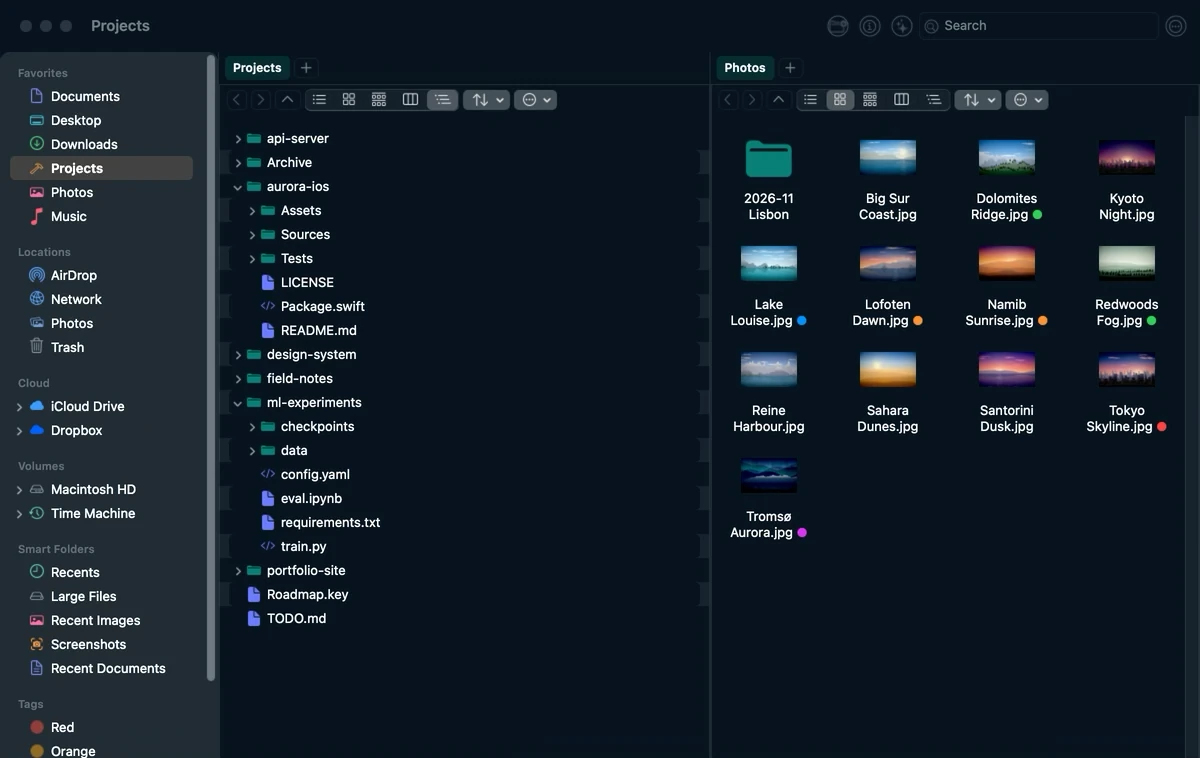 Projects
Search
Favorites
Documents
Desktop
Downloads
Projects
Photos
Music
Locations
AirDrop
Network
Photos
Trash
Cloud
iCloud Drive
Dropbox
Volumes
Macintosh HD
Time Machine
Smart Folders
Recents
Large Files
Recent Images
Screenshots
Recent Documents
Tags
Red
Orange
Projects
api-server
Archive
aurora-ios
Assets
Sources
Tests
LICENSE
Package.swift
README.md
design-system
field-notes
ml-experiments
checkpoints
data
config.yaml
eval.ipynb
requirements.txt
train.py
portfolio-site
Roadmap.key
TODO.md
Photos
2026-11
Lisbon
Big Sur
Coast.jpg
Dolomites
Ridge.jpg
Kyoto
Night.jpg
Lake
Louise.jpg
Lofoten
Dawn.jpg
Namib
Sunrise.jpg
Redwoods
Fog.jpg
Reine
Harbour.jpg
Sahara
Dunes.jpg
Santorini
Dusk.jpg
Tokyo
Skyline.jpg
Tromsø
Aurora.jpg